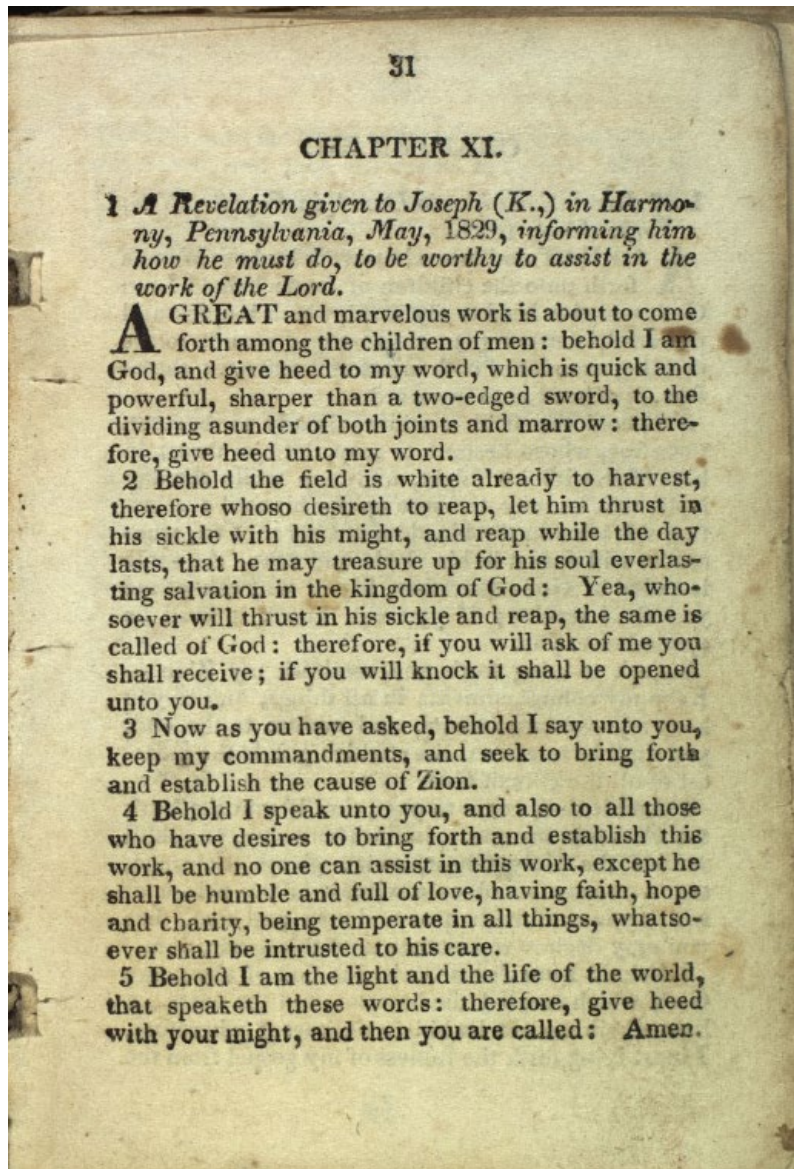 31
CHAPTER XI.
1 A Revelation given to Joseph (K.,) in Harmo-
ny, Pennsylvania, May, 1829, informing him
how he must do, to be worthy to assist in the
work of the Lord.
A GREAT and marvelous work is about to come
forth among the children of men : behold I am
God, and give heed to my word, which is quick and
powerful, sharper than a two-edged sword, to the
dividing asunder of both joints and marrow : there-
fore, give heed unto my word.
2 Behold the field is white already to harvest,
therefore whoso desireth to reap, let him thrust in
his sickle with his might, and reap while the day
lasts, that he may treasure up for his soul everlas-
ting salvation in the kingdom of God : Yea, who-
soever will thrust in his sickle and reap, the same is
called of God : therefore, if you will ask of me you
shall receive ; if you will knock it shall be opened
unto you.
3 Now as you have asked, behold I say unto you,
keep my commandments, and seek to bring forth
and establish the cause of Zion.
4 Behold I speak unto you, and also to all those
who have desires to bring forth and establish this
work, and no one can assist in this work, except he
shall be humble and full of love, having faith, hope
and charity, being temperate in all things, whatso-
ever shall be intrusted to his care.
5 Behold I am the light and the life of the world,
that speaketh these words : therefore, give heed
with your might, and then you are called : Amen.